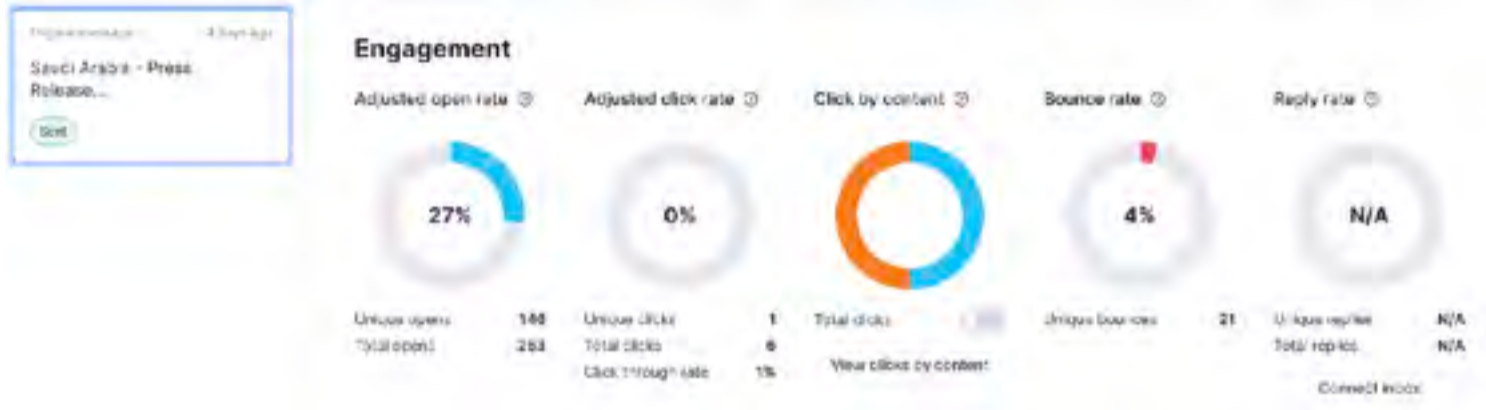 Saudi Arabia - Press
Release...
Sent
Engagement
Adjusted open rate
27%
Unique opens
Total opens 263
Adjusted click rate
0%
Unique clicks 1
Total clicks 6
Click through rate 1%
Click by content
Total clicks
View clicks by content
Bounce rate
4%
Unique bounces 21
Reply rate
N/A
Unique replies N/A
Total replies N/A
Connect inbox